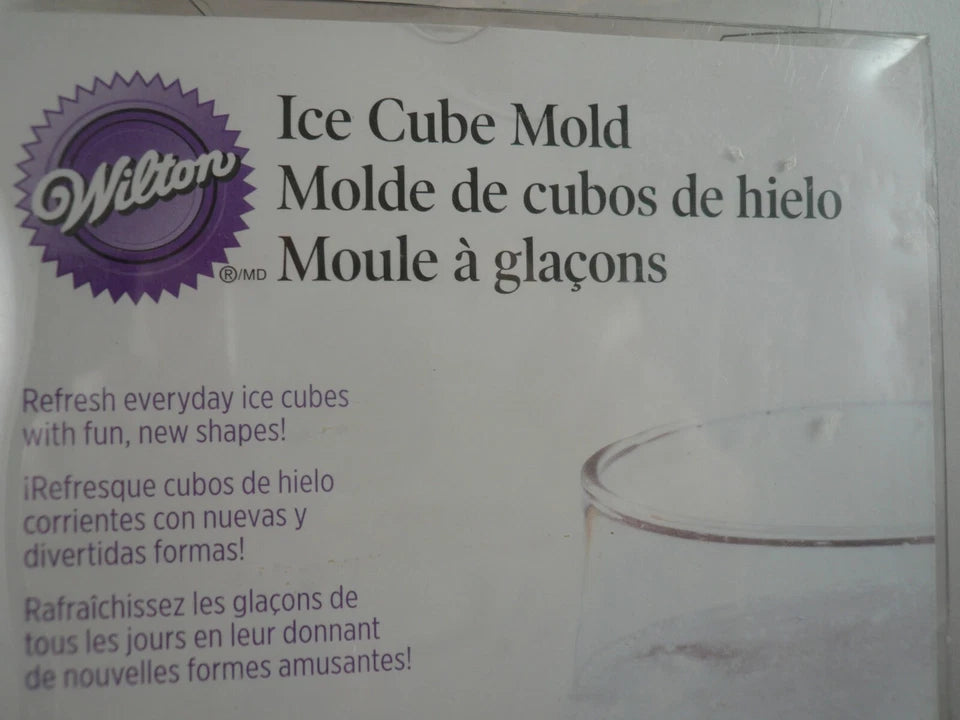 Wilton
®/MD
Ice Cube Mold
Molde de cubos de hielo
Moule à glaçons
Refresh everyday ice cubes
with fun, new shapes!
¡Refresque cubos de hielo
corrientes con nuevas y
divertidas formas!
Rafraîchissez les glaçons de
tous les jours en leur donnant
de nouvelles formes amusantes!